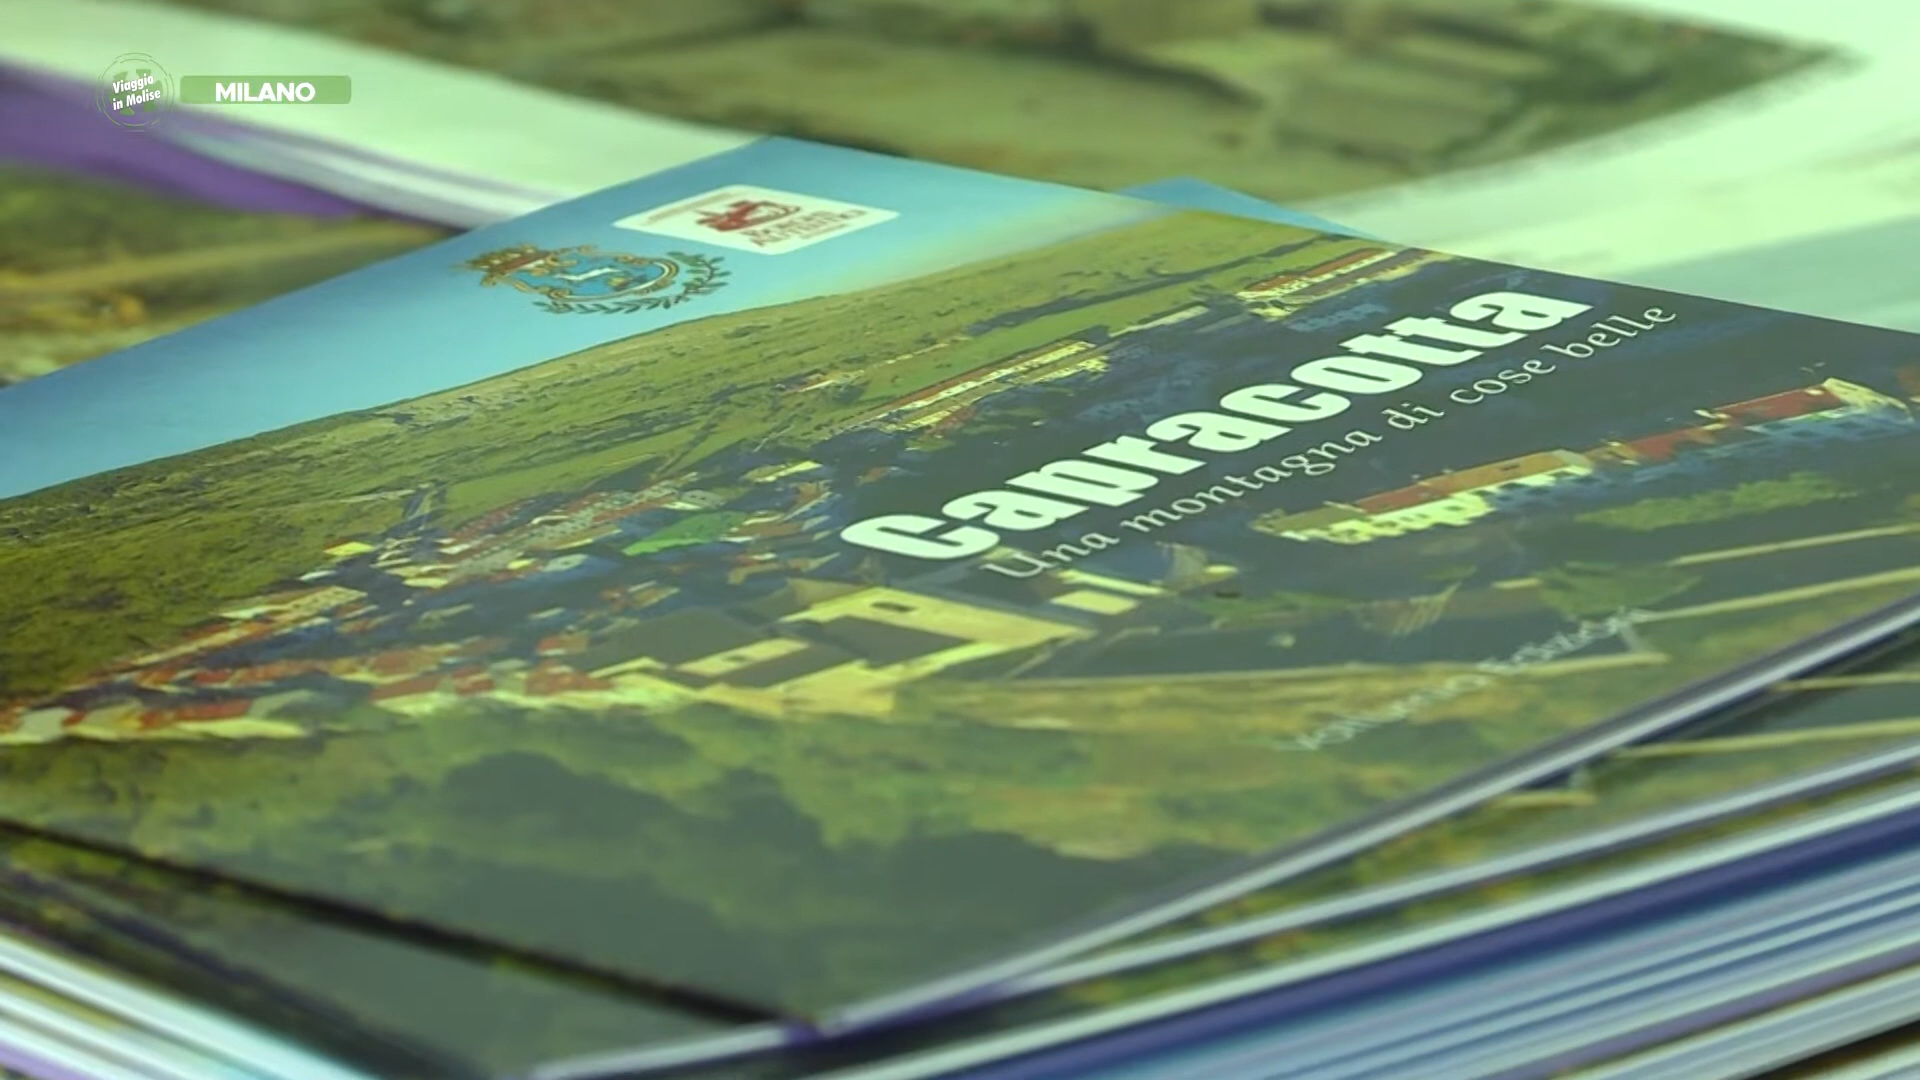 Viaggio
in Molise
MILANO
Capracotta
una montagna di cose belle